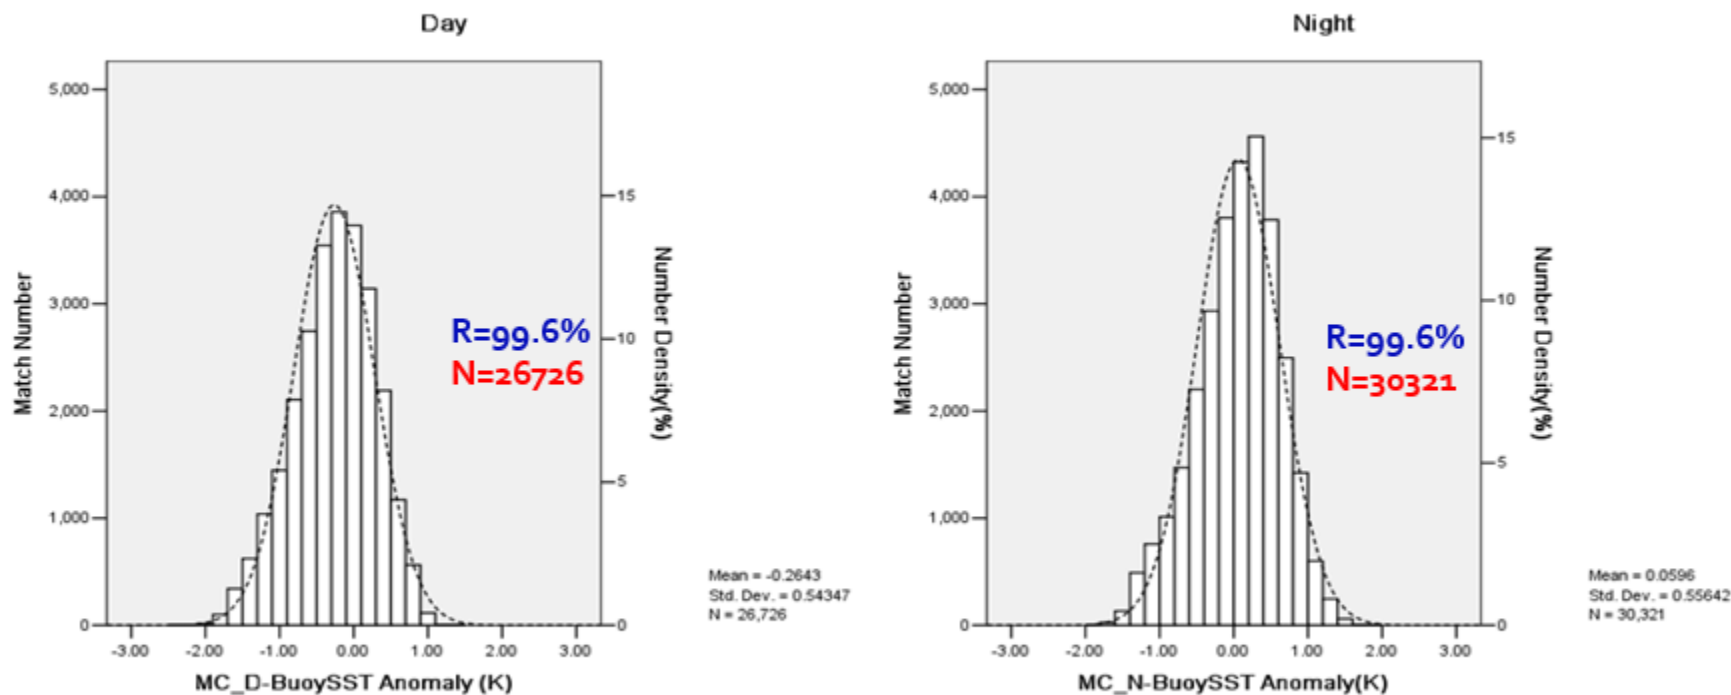 Day
5,000
4,000
3,000
2,000
1,000
0
Match Number
15
10
5
0
Number Density(%)
R=99.6%
N=26726
-3.00 -2.00 -1.00 0.00 1.00 2.00 3.00
MC_D-BuoySST Anomaly (K)
Mean = -0.2643
Std. Dev. = 0.54347
N = 26,726
Night
5,000
4,000
3,000
2,000
1,000
0
Match Number
15
10
5
0
Number Density(%)
R=99.6%
N=30321
-3.00 -2.00 -1.00 0.00 1.00 2.00 3.00
MC_N-BuoySST Anomaly(K)
Mean = 0.0596
Std. Dev. = 0.55642
N = 30,321